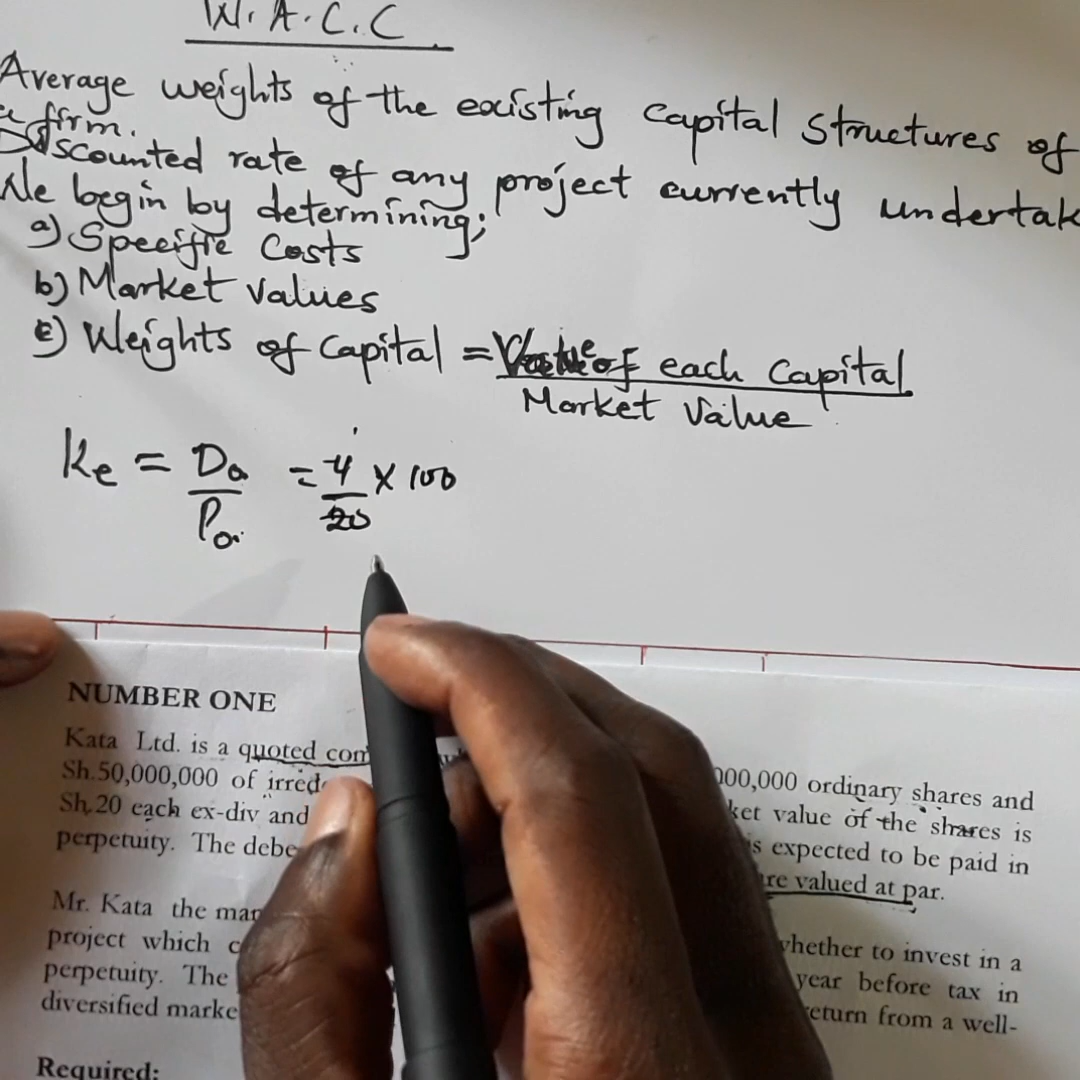 W.A.C.C
Average weights of the existing Capital Structures of
a firm.
Discounted rate of any project currently undertak
We begin by determining;
a) Specific Costs
b) Market Values
c) Weights of Capital = Value of each Capital
Market Value
Ke = Do = 4 x 100
Po 20
NUMBER ONE
Kata Ltd. is a quoted com 000,000 ordinary shares and
Sh.50,000,000 of irred ket value of the shares is
Sh.20 each ex-div and is expected to be paid in
perpetuity. The debe re valued at par.
Mr. Kata the man whether to invest in a
project which c year before tax in
perpetuity. The return from a well-
diversified marke
Required: